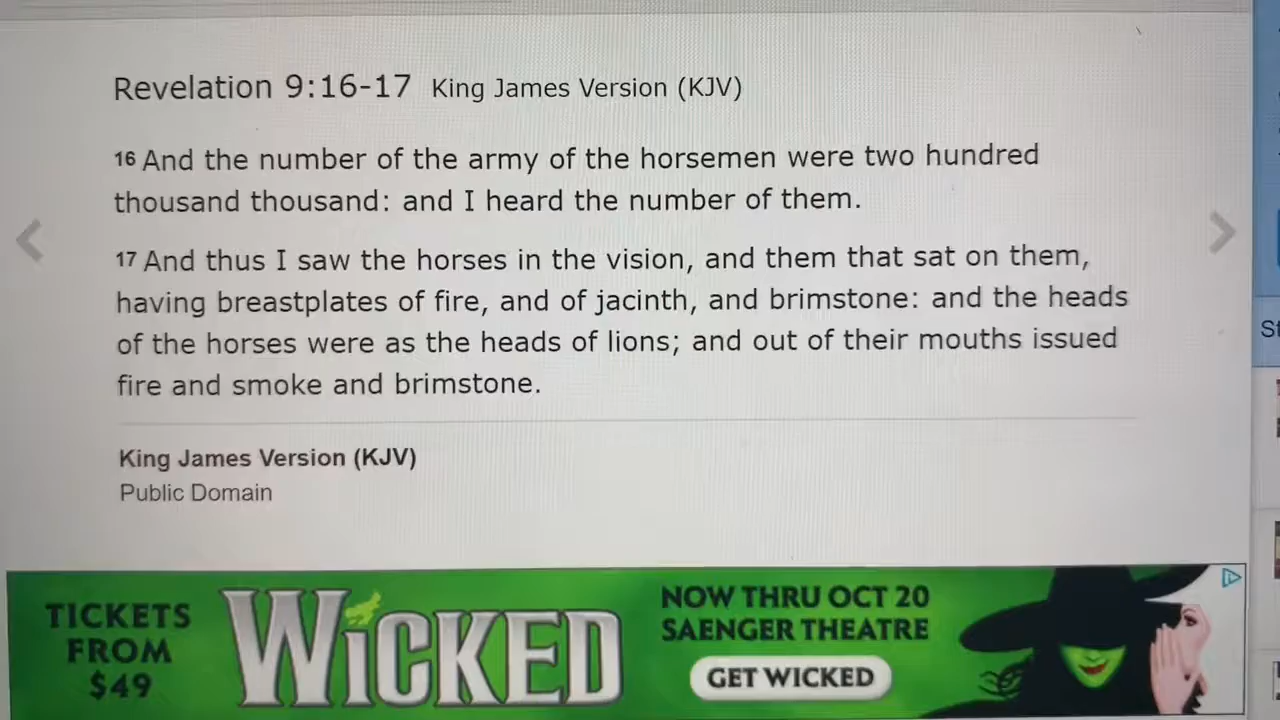 Revelation 9:16-17 King James Version (KJV)
16 And the number of the army of the horsemen were two hundred
thousand thousand: and I heard the number of them.
17 And thus I saw the horses in the vision, and them that sat on them,
having breastplates of fire, and of jacinth, and brimstone: and the heads
of the horses were as the heads of lions; and out of their mouths issued
fire and smoke and brimstone.
King James Version (KJV)
Public Domain
TICKETS
FROM
$49
WiCKED
NOW THRU OCT 20
SAENGER THEATRE
GET WICKED